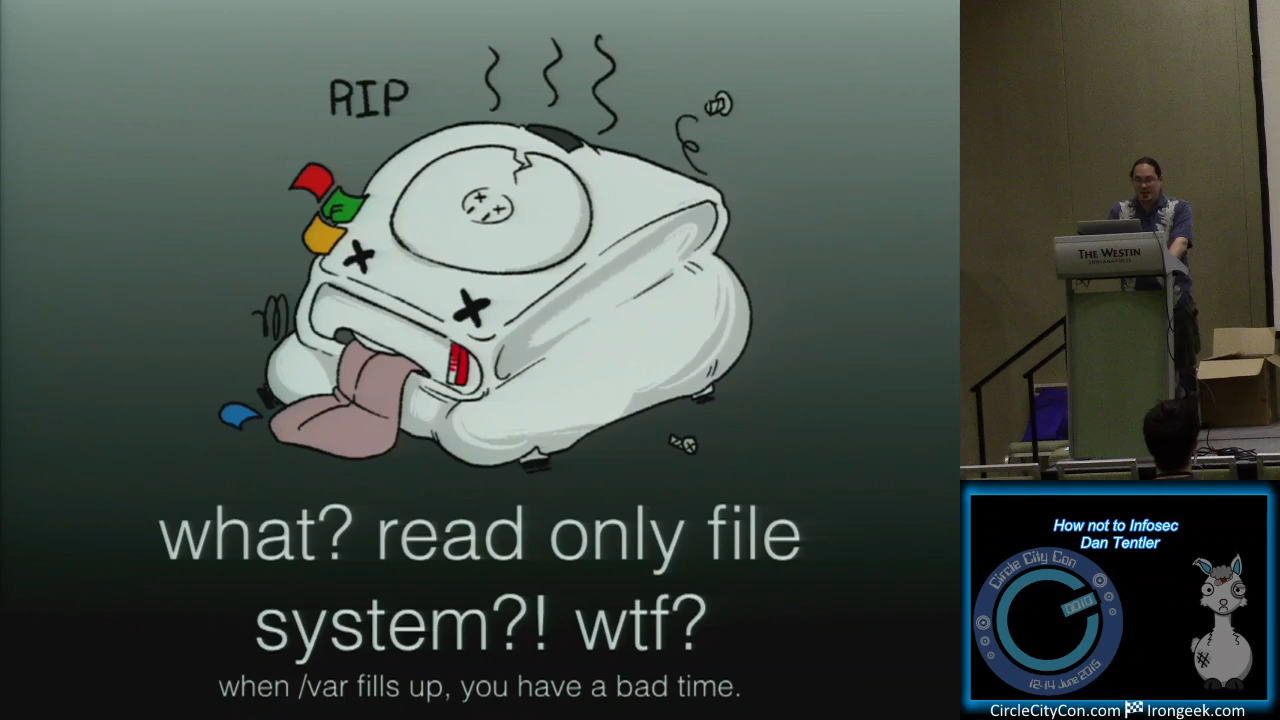 RIP
what? read only file
system?! wtf?
when /var fills up, you have a bad time.
THE WESTIN
INDIANAPOLIS
How not to Infosec
Dan Tentler
Circle City Con
12-14 June 2015
CircleCityCon.com Irongeek.com